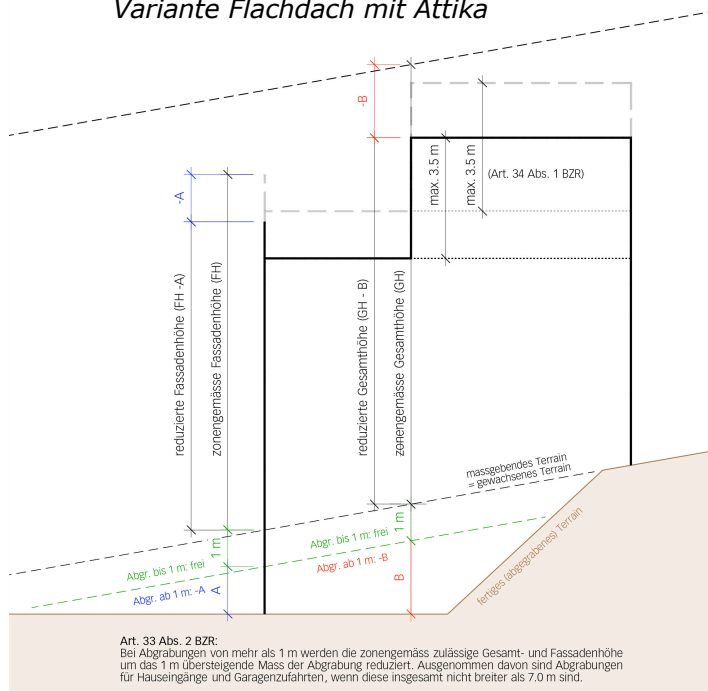 Variante Flachdach mit Attika
-B
max. 3.5 m
max. 3.5 m
(Art. 34 Abs. 1 BZR)
-A
reduzierte Fassadenhöhe (FH -A)
zonengemässe Fassadenhöhe (FH)
reduzierte Gesamthöhe (GH - B)
zonengemässe Gesamthöhe (GH)
massgebendes Terrain
= gewachsenes Terrain
1 m
1 m
Abgr. bis 1 m: frei
Abgr. bis 1 m: frei
Abgr. ab 1 m: -B
Abgr. ab 1 m: -A
A
B
fertiges (abgegrabenes) Terrain
Art. 33 Abs. 2 BZR:
Bei Abgrabungen von mehr als 1 m werden die zonengemäss zulässige Gesamt- und Fassadenhöhe
um das 1 m übersteigende Mass der Abgrabung reduziert. Ausgenommen davon sind Abgrabungen
für Hauseingänge und Garagenzufahrten, wenn diese insgesamt nicht breiter als 7.0 m sind.